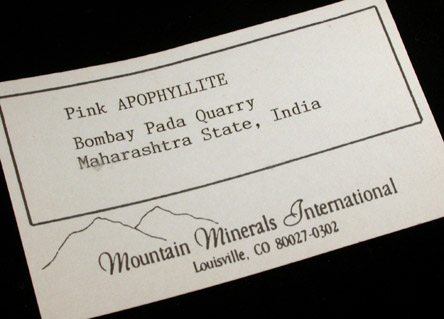 Pink APOPHYLLITE
Bombay Pada Quarry
Maharashtra State, India
Mountain Minerals International
Louisville, CO 80027-0302